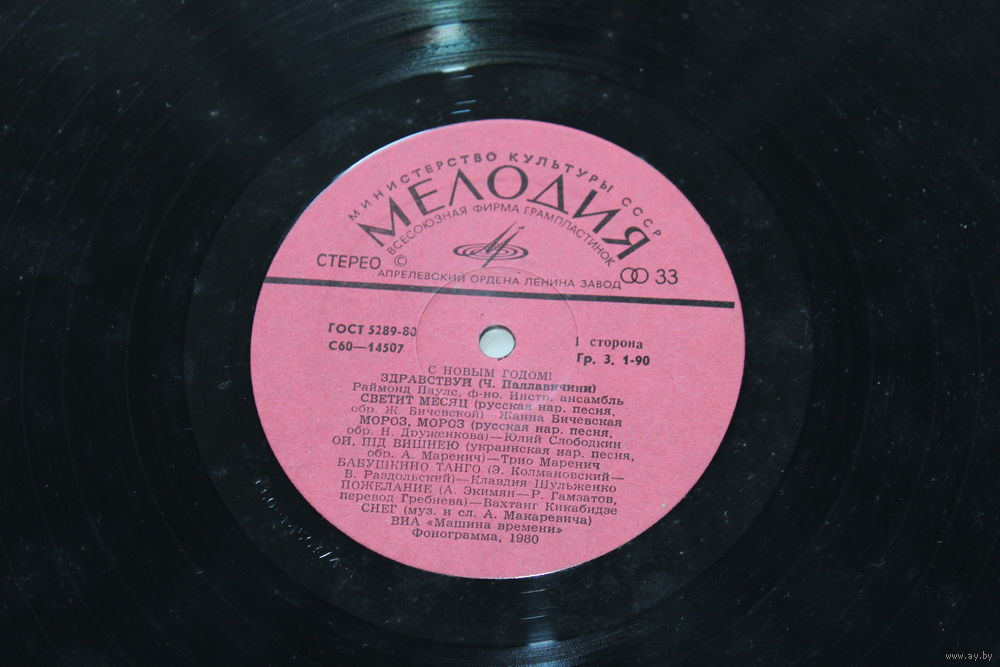 МИНИСТЕРСТВО КУЛЬТУРЫ СССР
МЕЛОДИЯ
ВСЕСОЮЗНАЯ ФИРМА ГРАМПЛАСТИНОК
СТЕРЕО ©
33
АПРЕЛЕВСКИЙ ОРДЕНА ЛЕНИНА ЗАВОД
ГОСТ 5289-80
С60—14507
1 сторона
Гр. 3. 1-90
С НОВЫМ ГОДОМ!
ЗДРАВСТВУЙ (Ч. Паллавичини)
Раймонд Паулс, ф-но. Инстр. ансамбль
СВЕТИТ МЕСЯЦ (русская нар. песня,
обр. Ж. Бичевской)—Жанна Бичевская
МОРОЗ, МОРОЗ (русская нар. песня,
обр. Н. Друженкова)—Юлий Слободкин
ОЙ, ПІД ВИШНЕЮ (украинская нар. песня,
обр. А. Маренич)—Трио Маренич
БАБУШКИНО ТАНГО (Э. Колмановский—
В. Раздольский)—Клавдия Шульженко
ПОЖЕЛАНИЕ (А. Экимян—Р. Гамзатов,
перевод Гребнева)—Вахтанг Кикабидзе
СНЕГ (муз. и сл. А. Макаревича)
ВИА «Машина времени»
Фонограмма, 1980
www.ay.by